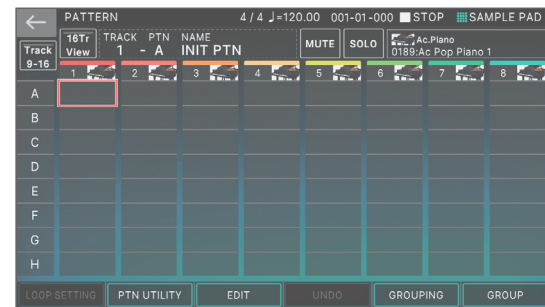 PATTERN 4 / 4 ♩=120.00 001-01-000 STOP SAMPLE PAD
Track 9-16
16Tr View
TRACK PTN NAME
1 - A INIT PTN
MUTE SOLO
Ac.Piano
0189:Ac Pop Piano 1
1 2 3 4 5 6 7 8
A
B
C
D
E
F
G
H
LOOP SETTING PTN UTILITY EDIT UNDO GROUPING GROUP